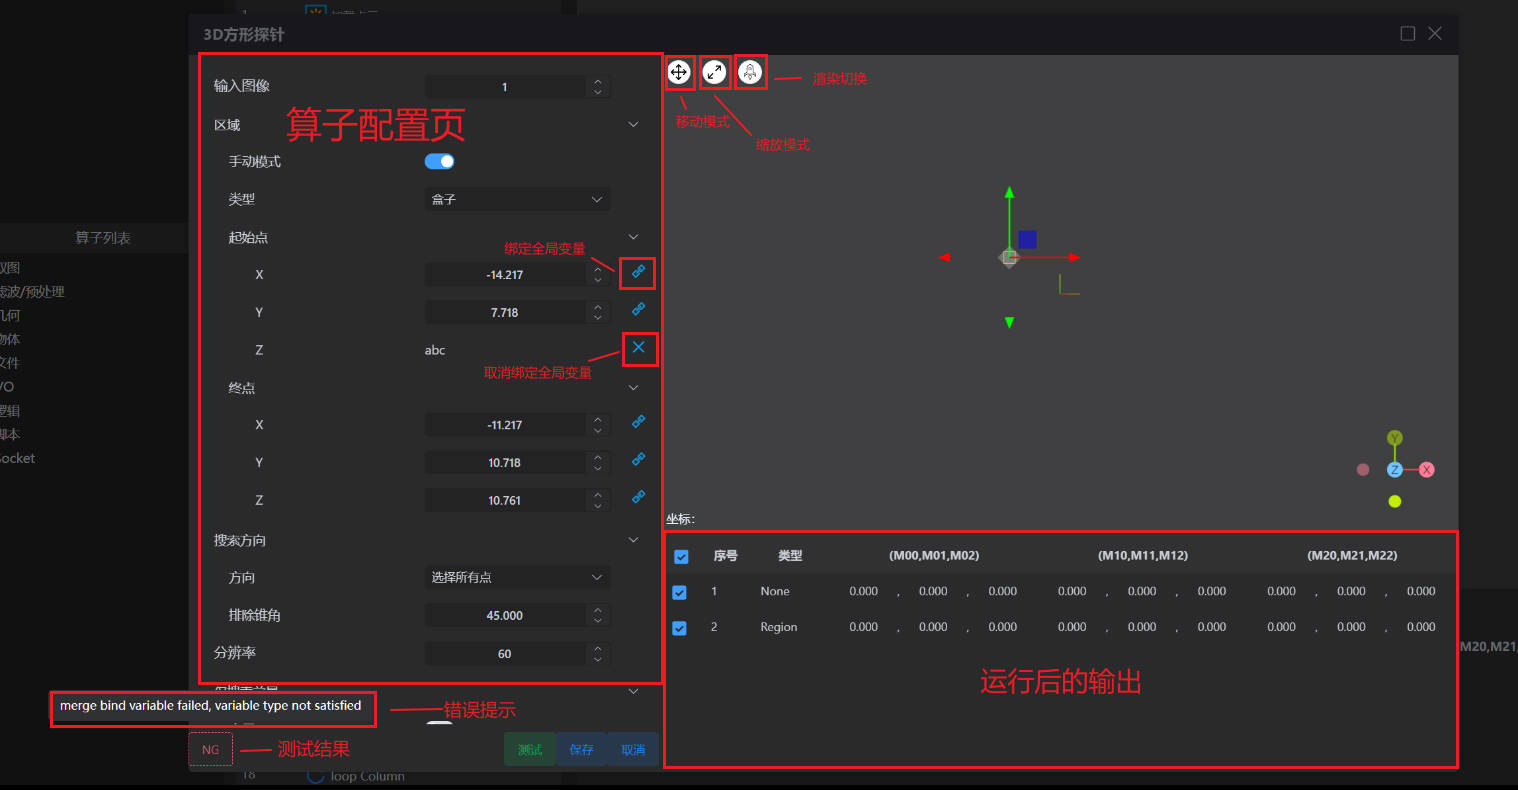 1
3D方形探针
输入图像 1
算子配置页
区域
手动模式
类型 盒子
起始点
绑定全局变量
X -14.217
Y 7.718
Z abc
取消绑定全局变量
终点
X -11.217
Y 10.718
Z 10.761
搜索方向
方向 选择所有点
排除锥角 45.000
分辨率 60
merge bind variable failed, variable type not satisfied
错误提示
NG
测试结果
测试 保存 取消
18 loop Column
算子列表
取图
滤波/预处理
几何
物体
文件
I/O
逻辑
脚本
Socket
渲染切换
移动模式
缩放模式
Y
Z
X
坐标:
序号 类型 (M00,M01,M02) (M10,M11,M12) (M20,M21,M22)
1 None 0.000 , 0.000 , 0.000 0.000 , 0.000 , 0.000 0.000 , 0.000 , 0.000
2 Region 0.000 , 0.000 , 0.000 0.000 , 0.000 , 0.000 0.000 , 0.000 , 0.000
运行后的输出
M20,M21,